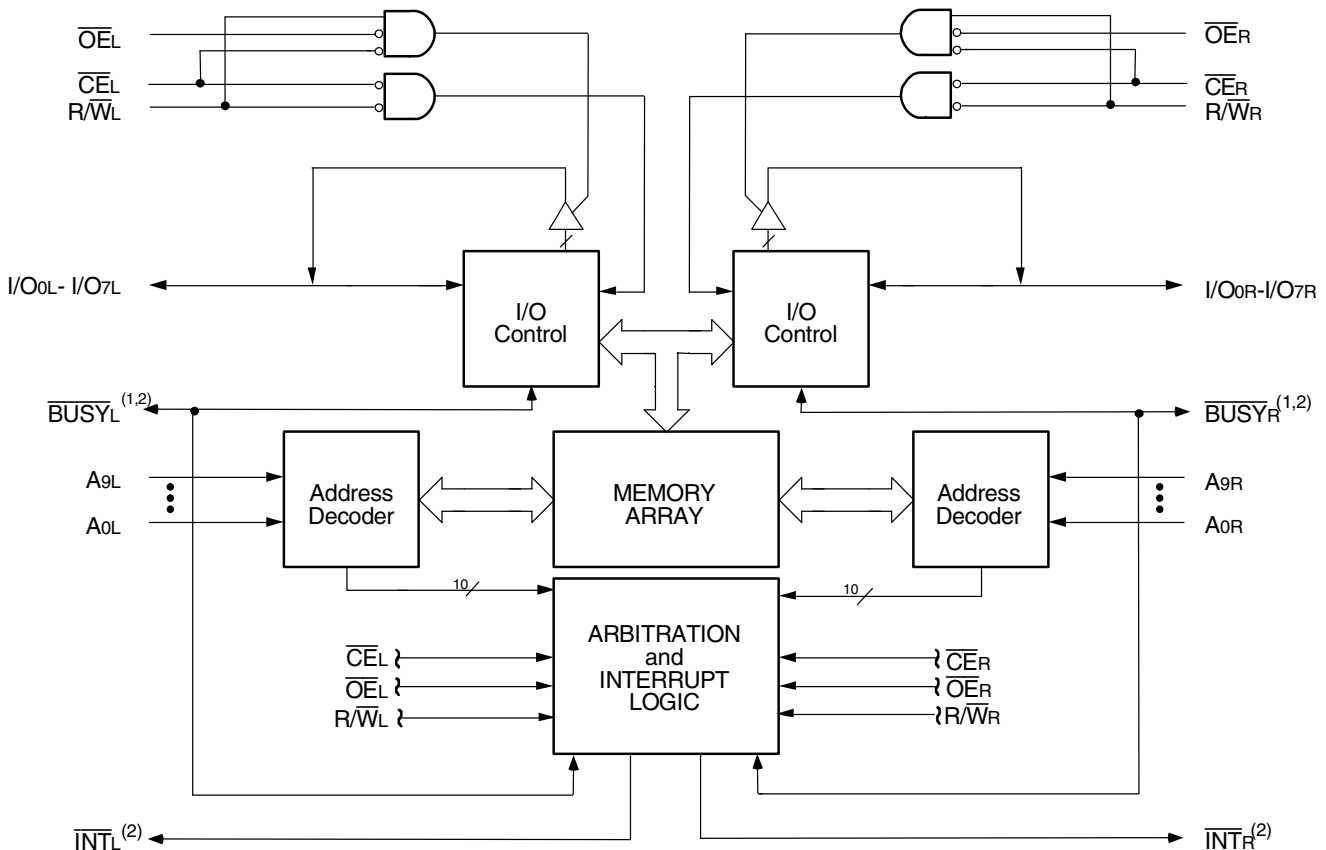 OEL
OER
CEL
CER
R/WL
R/WR
I/O0L- I/O7L
I/O
Control
I/O
Control
I/O0R-I/O7R
BUSYL(1,2)
BUSYR(1,2)
A9L
A0L
Address
Decoder
MEMORY
ARRAY
Address
Decoder
A9R
A0R
10
10
ARBITRATION
and
INTERRUPT
LOGIC
CEL
OEL
R/WL
CER
OER
R/WR
INTL(2)
INTR(2)